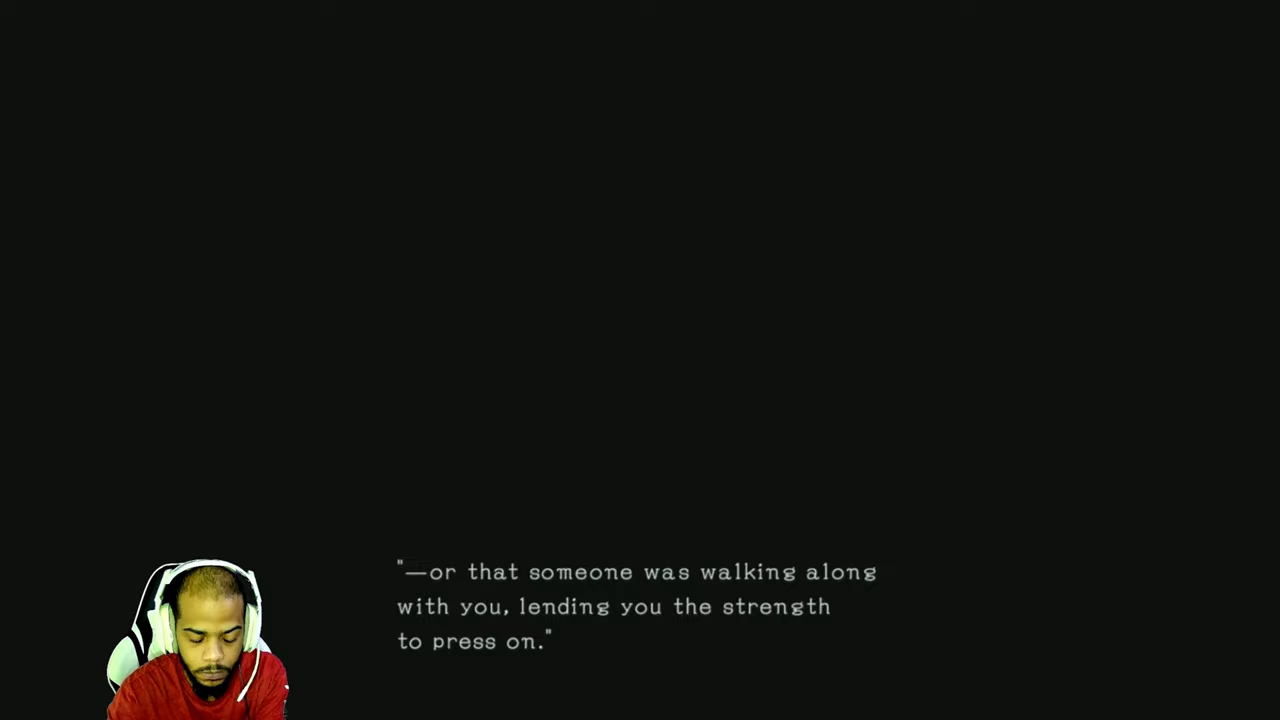 "—or that someone was walking along
with you, lending you the strength
to press on."